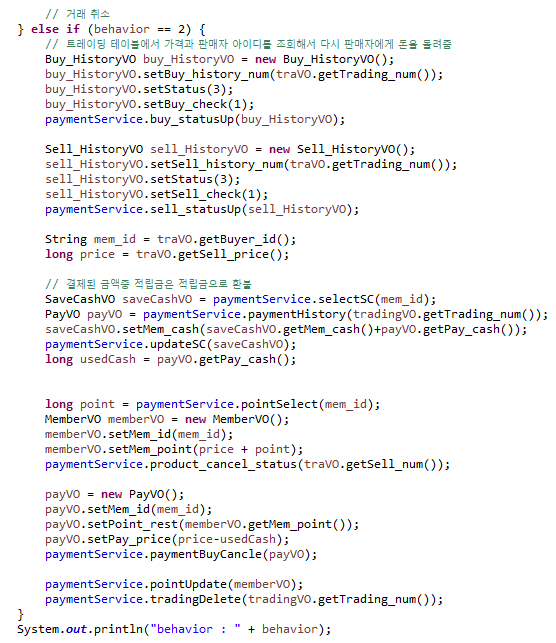 // 거래 취소
} else if (behavior == 2) {
// 트레이딩 테이블에서 가격과 판매자 아이디를 조회해서 다시 판매자에게 돈을 돌려줌
Buy_HistoryVO buy_HistoryVO = new Buy_HistoryVO();
buy_HistoryVO.setBuy_history_num(traVO.getTrading_num());
buy_HistoryVO.setStatus(3);
buy_HistoryVO.setBuy_check(1);
paymentService.buy_statusUp(buy_HistoryVO);
Sell_HistoryVO sell_HistoryVO = new Sell_HistoryVO();
sell_HistoryVO.setSell_history_num(traVO.getTrading_num());
sell_HistoryVO.setStatus(3);
sell_HistoryVO.setSell_check(1);
paymentService.sell_statusUp(sell_HistoryVO);
String mem_id = traVO.getBuyer_id();
long price = traVO.getSell_price();
// 결제된 금액중 적립금은 적립금으로 환불
SaveCashVO saveCashVO = paymentService.selectSC(mem_id);
PayVO payVO = paymentService.paymentHistory(tradingVO.getTrading_num());
saveCashVO.setMem_cash(saveCashVO.getMem_cash()+payVO.getPay_cash());
paymentService.updateSC(saveCashVO);
long usedCash = payVO.getPay_cash();
long point = paymentService.pointSelect(mem_id);
MemberVO memberVO = new MemberVO();
memberVO.setMem_id(mem_id);
memberVO.setMem_point(price + point);
paymentService.product_cancel_status(traVO.getSell_num());
payVO = new PayVO();
payVO.setMem_id(mem_id);
payVO.setPoint_rest(memberVO.getMem_point());
payVO.setPay_price(price-usedCash);
paymentService.paymentBuyCancle(payVO);
paymentService.pointUpdate(memberVO);
paymentService.tradingDelete(tradingVO.getTrading_num());
}
System.out.println("behavior : " + behavior);